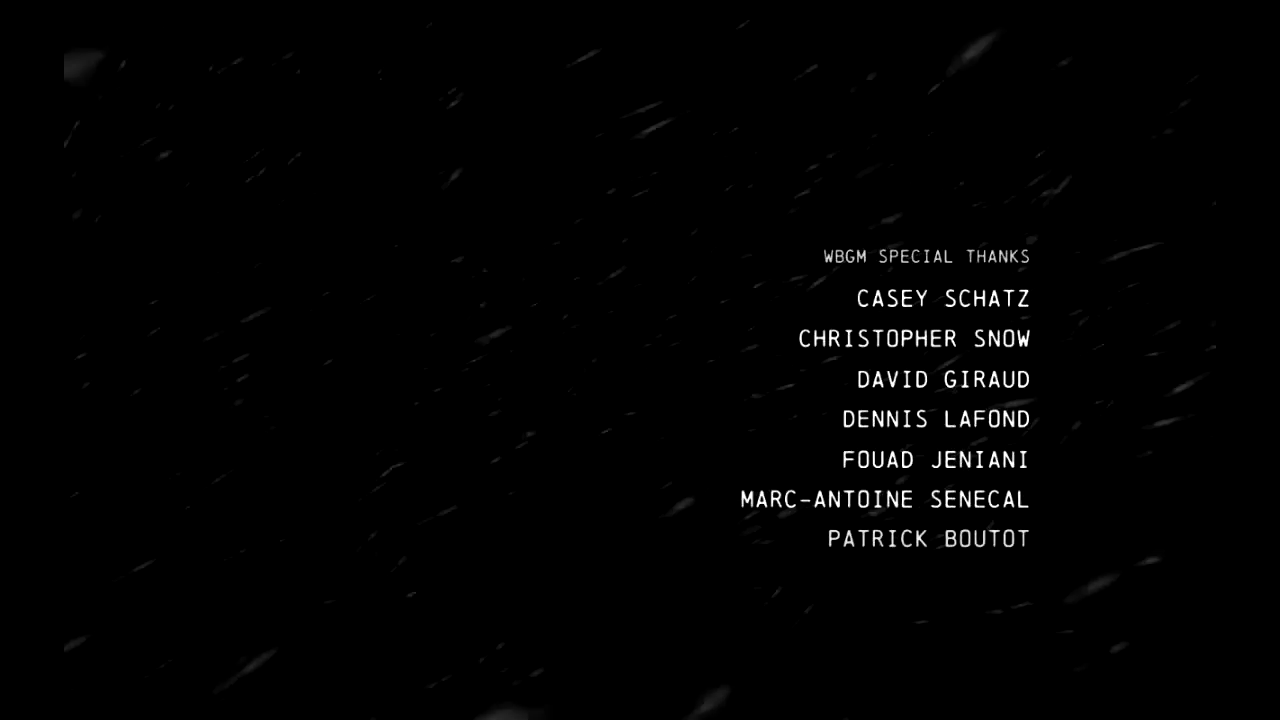 WBGM SPECIAL THANKS
CASEY SCHATZ
CHRISTOPHER SNOW
DAVID GIRAUD
DENNIS LAFOND
FOUAD JENIANI
MARC-ANTOINE SENECAL
PATRICK BOUTOT